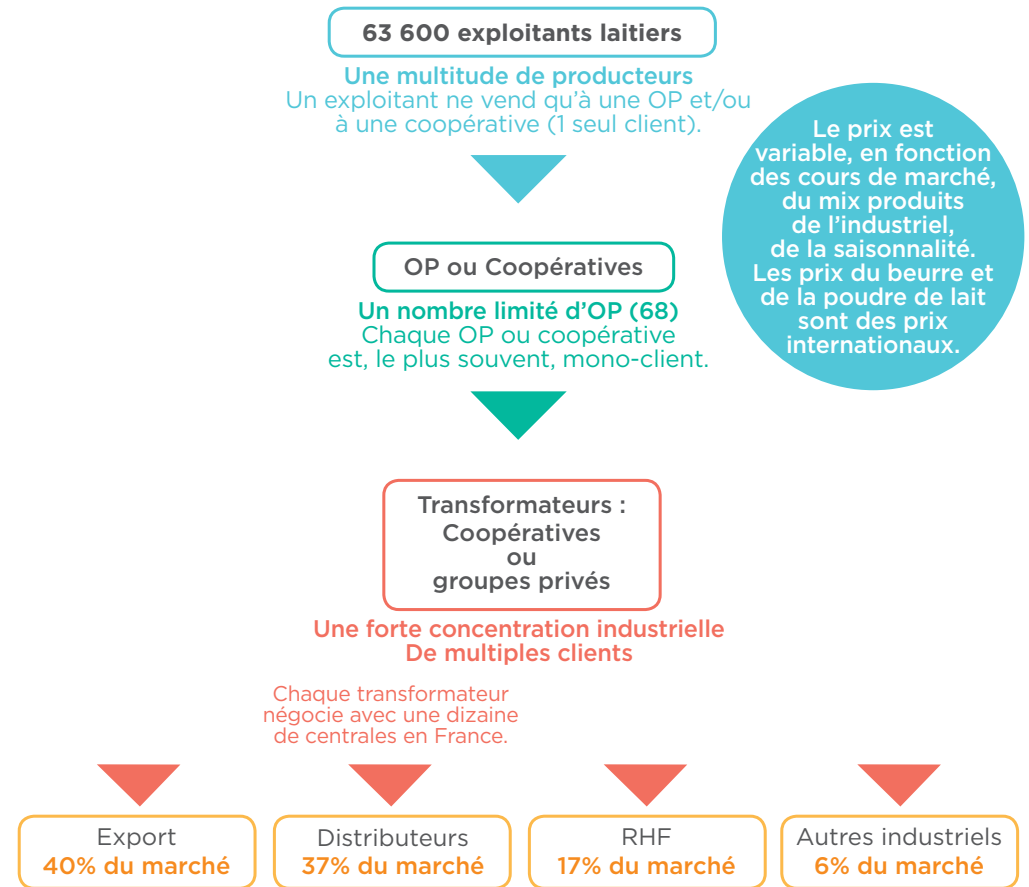 63 600 exploitants laitiers
Une multitude de producteurs
Un exploitant ne vend qu'à une OP et/ou
à une coopérative (1 seul client).
Le prix est
variable, en fonction
des cours de marché,
du mix produits
de l'industriel,
de la saisonnalité.
Les prix du beurre et
de la poudre de lait
sont des prix
internationaux.
OP ou Coopératives
Un nombre limité d'OP (68)
Chaque OP ou coopérative
est, le plus souvent, mono-client.
Transformateurs :
Coopératives
ou
groupes privés
Une forte concentration industrielle
De multiples clients
Chaque transformateur
négocie avec une dizaine
de centrales en France.
Export
40% du marché
Distributeurs
37% du marché
RHF
17% du marché
Autres industriels
6% du marché